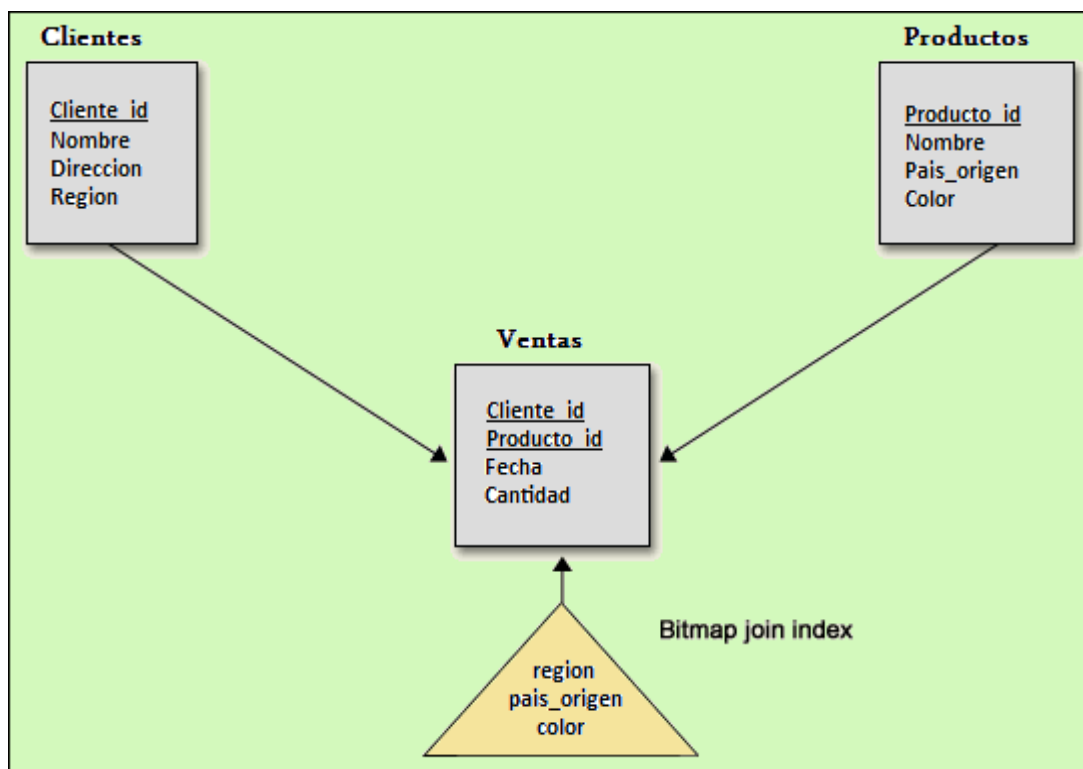 Clientes
Cliente_id
Nombre
Direccion
Region
Productos
Producto_id
Nombre
Pais_origen
Color
Ventas
Cliente_id
Producto_id
Fecha
Cantidad
Bitmap join index
region
pais_origen
color